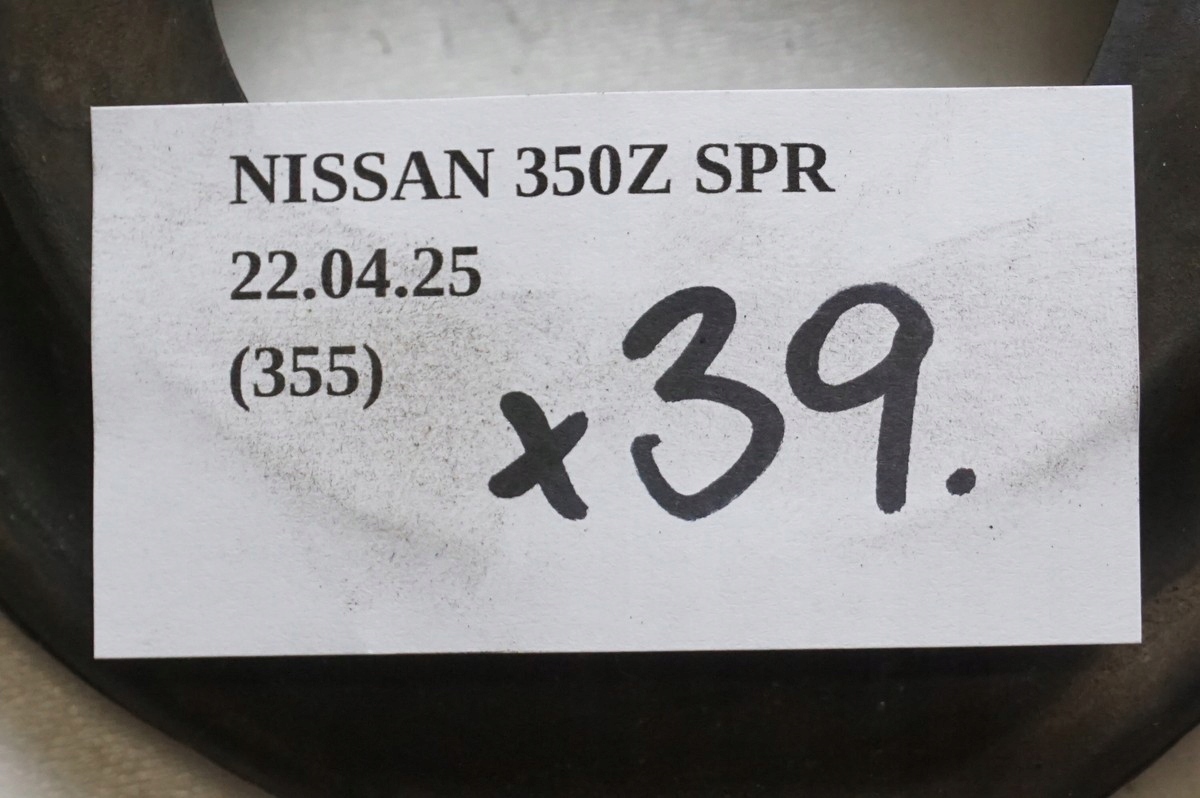 NISSAN 350Z SPR
22.04.25
(355)
x39.